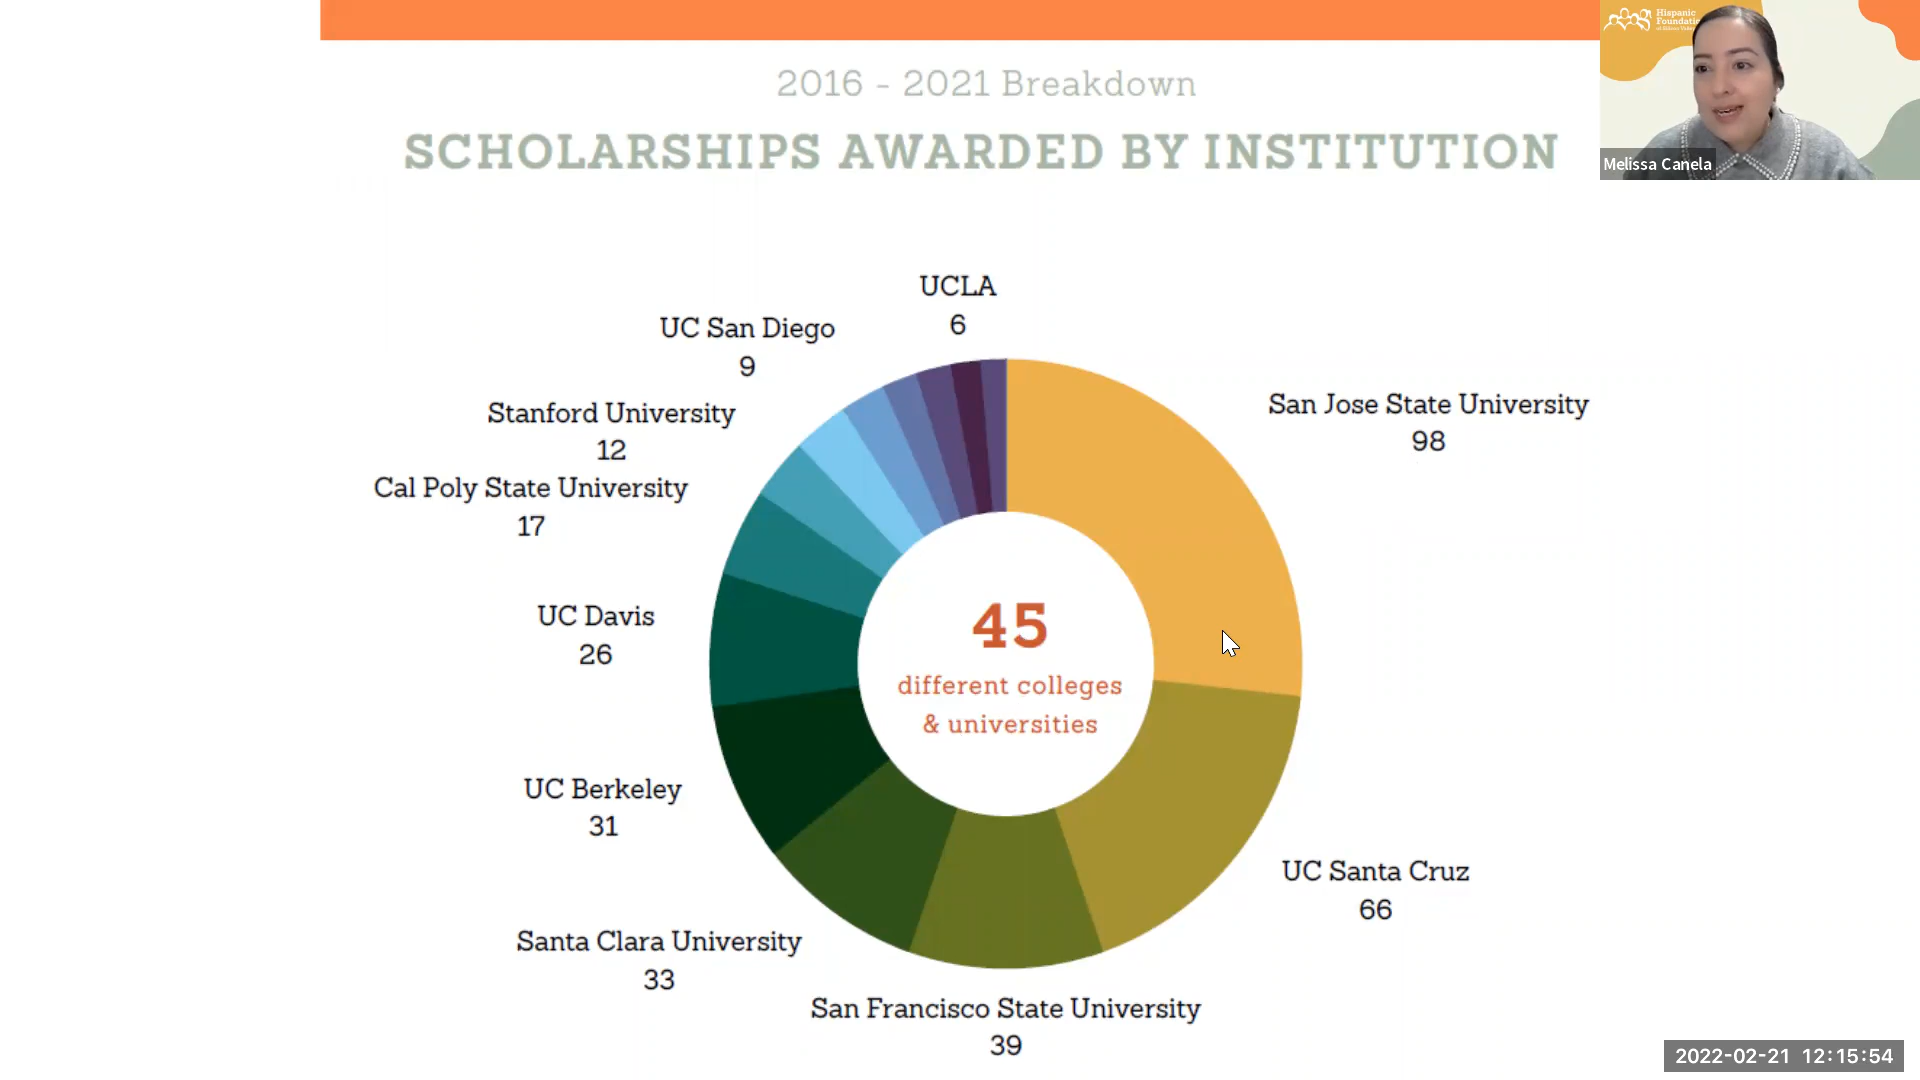 2016 - 2021 Breakdown
SCHOLARSHIPS AWARDED BY INSTITUTION
Hispanic
Foundati
Melissa Canela
UCLA
6
UC San Diego
9
Stanford University
12
Cal Poly State University
17
UC Davis
26
UC Berkeley
31
Santa Clara University
33
San Francisco State University
39
San Jose State University
98
UC Santa Cruz
66
45
different colleges
& universities
2022-02-21 12:15:54